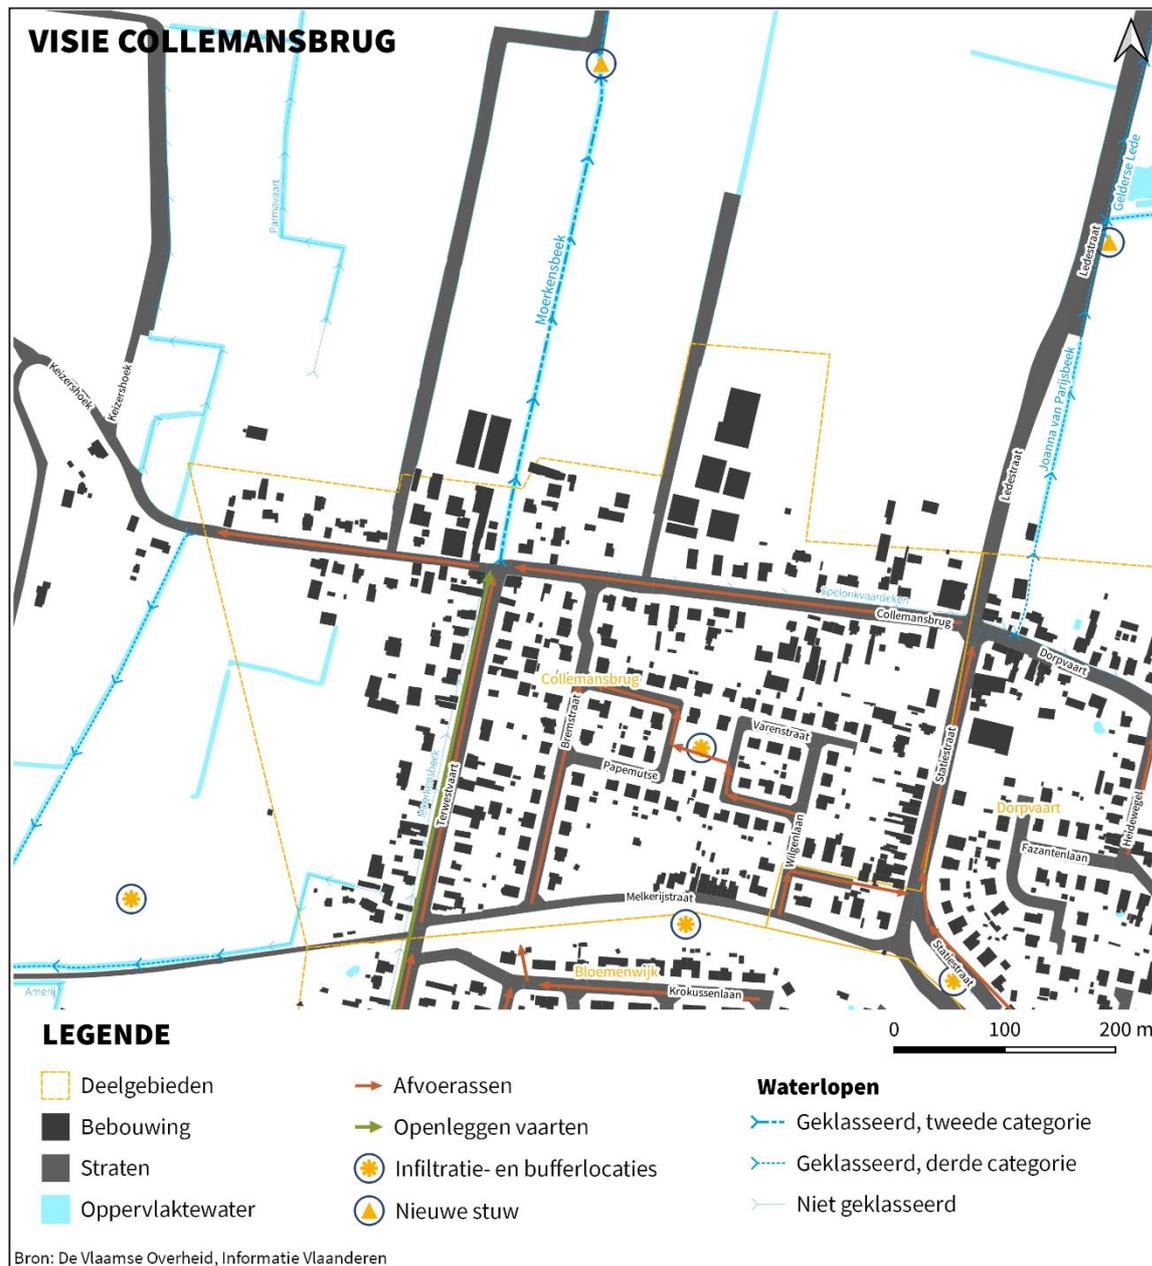 VISIE COLLEMANSBRUG
Parmavaart
Moerkensbeek
Gelderse Lede
Ledestraat
Joanna van Parijsbeek
Keizershoek
Keizershoek
Ledestraat
Spelonkvaardeken
Collemansbrug
Dorpvaart
Collemansbrug
Bremstraat
Varenstraat
Statiestraat
Papemutse
Moerkensbeek
Terwestvaart
Wilgenlaan
Dorpvaart
Heidewegel
Fazantenlaan
Melkerijstraat
Statiestraat
Bloemenwijk
Krokussenlaan
Amerij
LEGENDE
0 100 200 m
Deelgebieden
Bebouwing
Straten
Oppervlaktewater
Afvoerassen
Openleggen vaarten
Infiltratie- en bufferlocaties
Nieuwe stuw
Waterlopen
Geklasseerd, tweede categorie
Geklasseerd, derde categorie
Niet geklasseerd
Bron: De Vlaamse Overheid, Informatie Vlaanderen